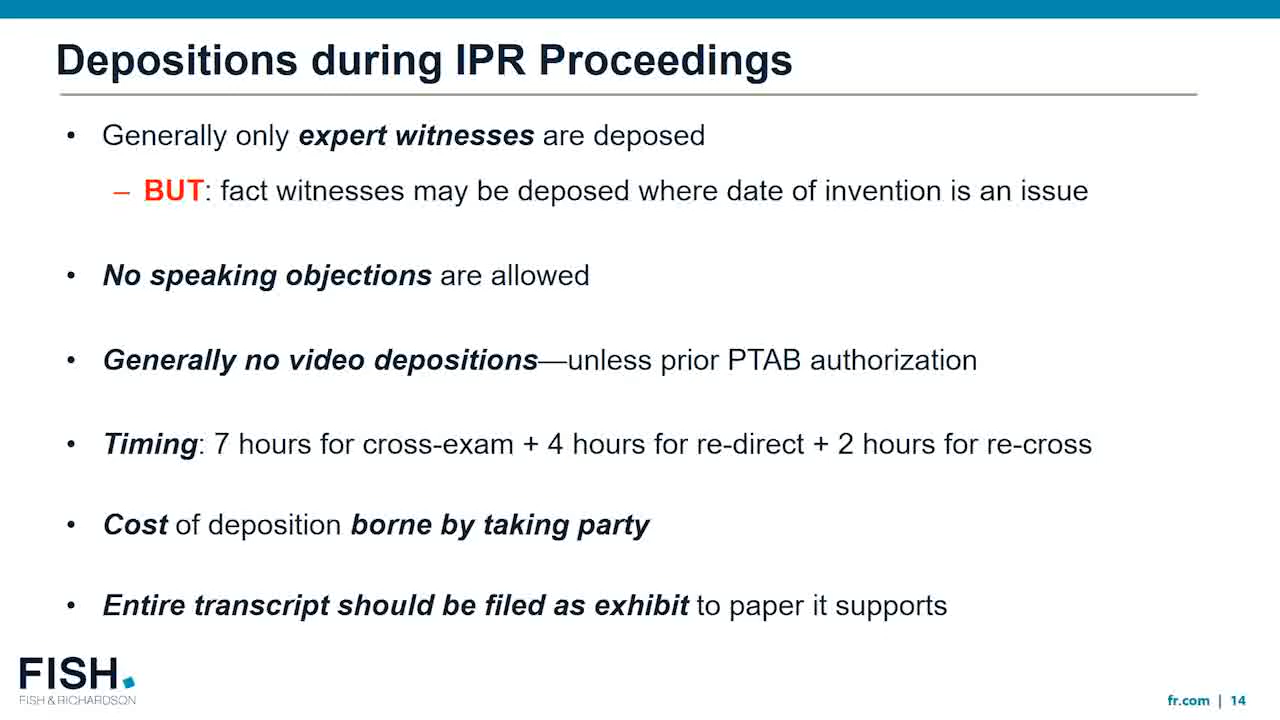 Depositions during IPR Proceedings
• Generally only expert witnesses are deposed
– BUT: fact witnesses may be deposed where date of invention is an issue
• No speaking objections are allowed
• Generally no video depositions—unless prior PTAB authorization
• Timing: 7 hours for cross-exam + 4 hours for re-direct + 2 hours for re-cross
• Cost of deposition borne by taking party
• Entire transcript should be filed as exhibit to paper it supports
FISH.
FISH & RICHARDSON
fr.com | 14